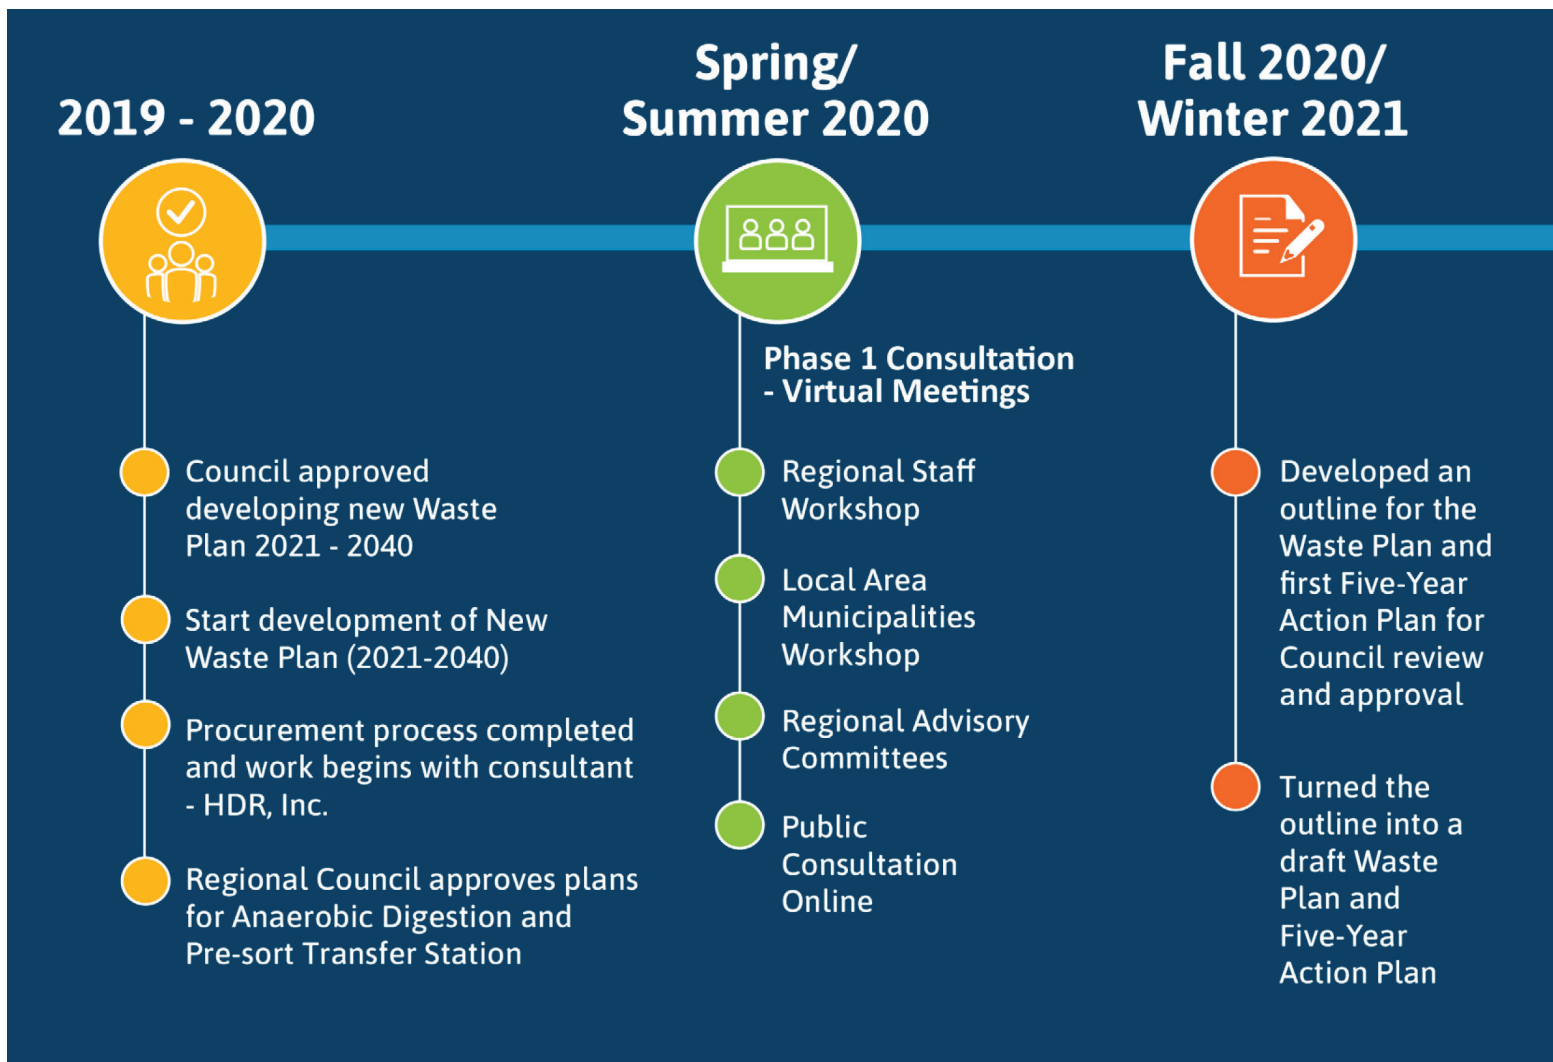 2019 - 2020
Council approved
developing new Waste
Plan 2021 - 2040
Start development of New
Waste Plan (2021-2040)
Procurement process completed
and work begins with consultant
- HDR, Inc.
Regional Council approves plans
for Anaerobic Digestion and
Pre-sort Transfer Station
Spring/
Summer 2020
Phase 1 Consultation
- Virtual Meetings
Regional Staff
Workshop
Local Area
Municipalities
Workshop
Regional Advisory
Committees
Public
Consultation
Online
Fall 2020/
Winter 2021
Developed an
outline for the
Waste Plan and
first Five-Year
Action Plan for
Council review
and approval
Turned the
outline into a
draft Waste
Plan and
Five-Year
Action Plan